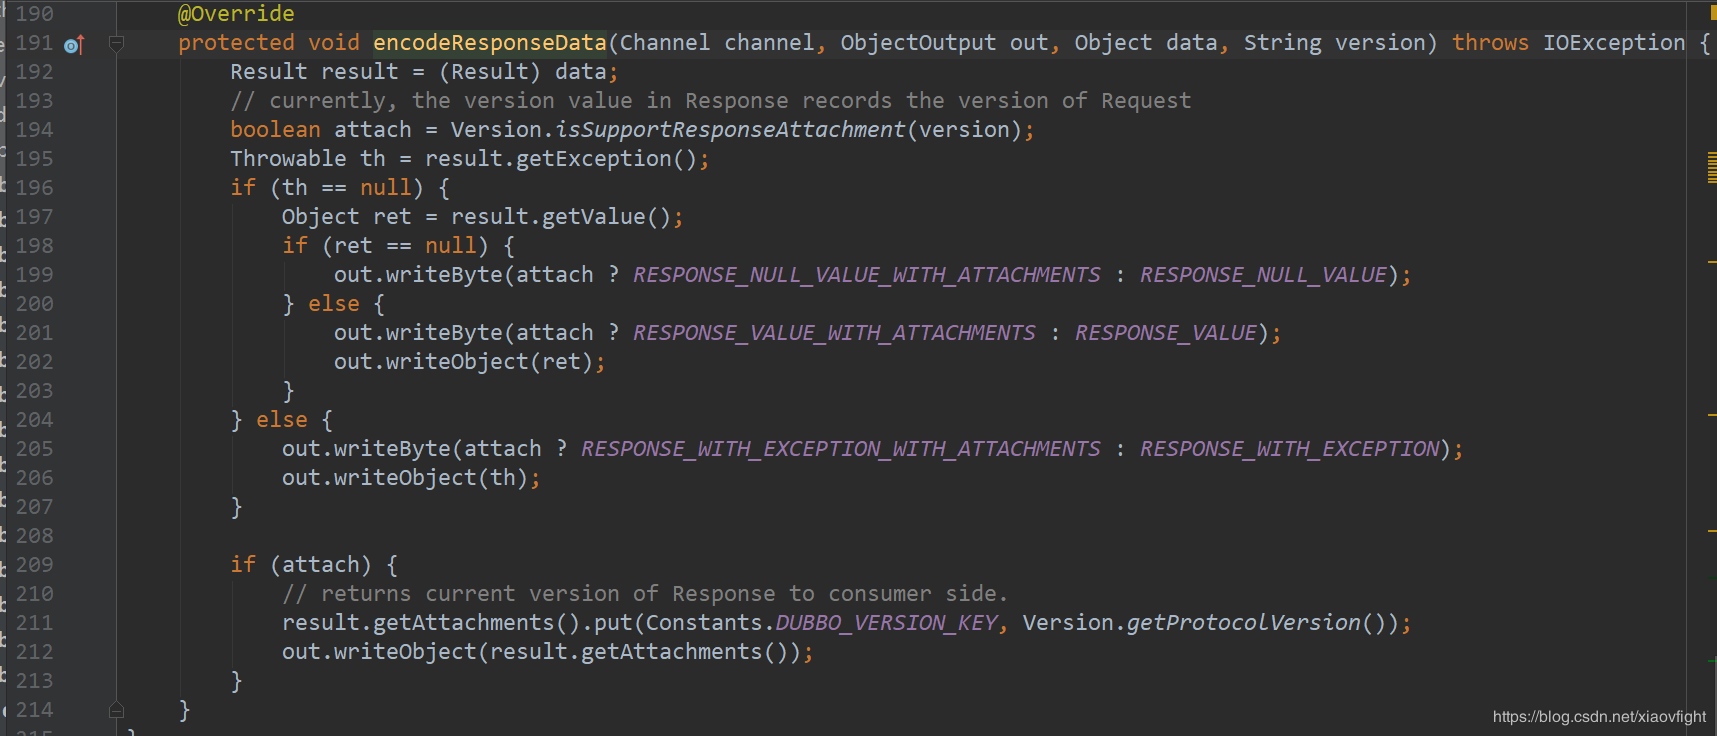 190 @Override
191 protected void encodeResponseData(Channel channel, ObjectOutput out, Object data, String version) throws IOException {
192 Result result = (Result) data;
193 // currently, the version value in Response records the version of Request
194 boolean attach = Version.isSupportResponseAttachment(version);
195 Throwable th = result.getException();
196 if (th == null) {
197 Object ret = result.getValue();
198 if (ret == null) {
199 out.writeByte(attach ? RESPONSE_NULL_VALUE_WITH_ATTACHMENTS : RESPONSE_NULL_VALUE);
200 } else {
201 out.writeByte(attach ? RESPONSE_VALUE_WITH_ATTACHMENTS : RESPONSE_VALUE);
202 out.writeObject(ret);
203 }
204 } else {
205 out.writeByte(attach ? RESPONSE_WITH_EXCEPTION_WITH_ATTACHMENTS : RESPONSE_WITH_EXCEPTION);
206 out.writeObject(th);
207 }
208
209 if (attach) {
210 // returns current version of Response to consumer side.
211 result.getAttachments().put(Constants.DUBBO_VERSION_KEY, Version.getProtocolVersion());
212 out.writeObject(result.getAttachments());
213 }
214 }
https://blog.csdn.net/xiaovfight